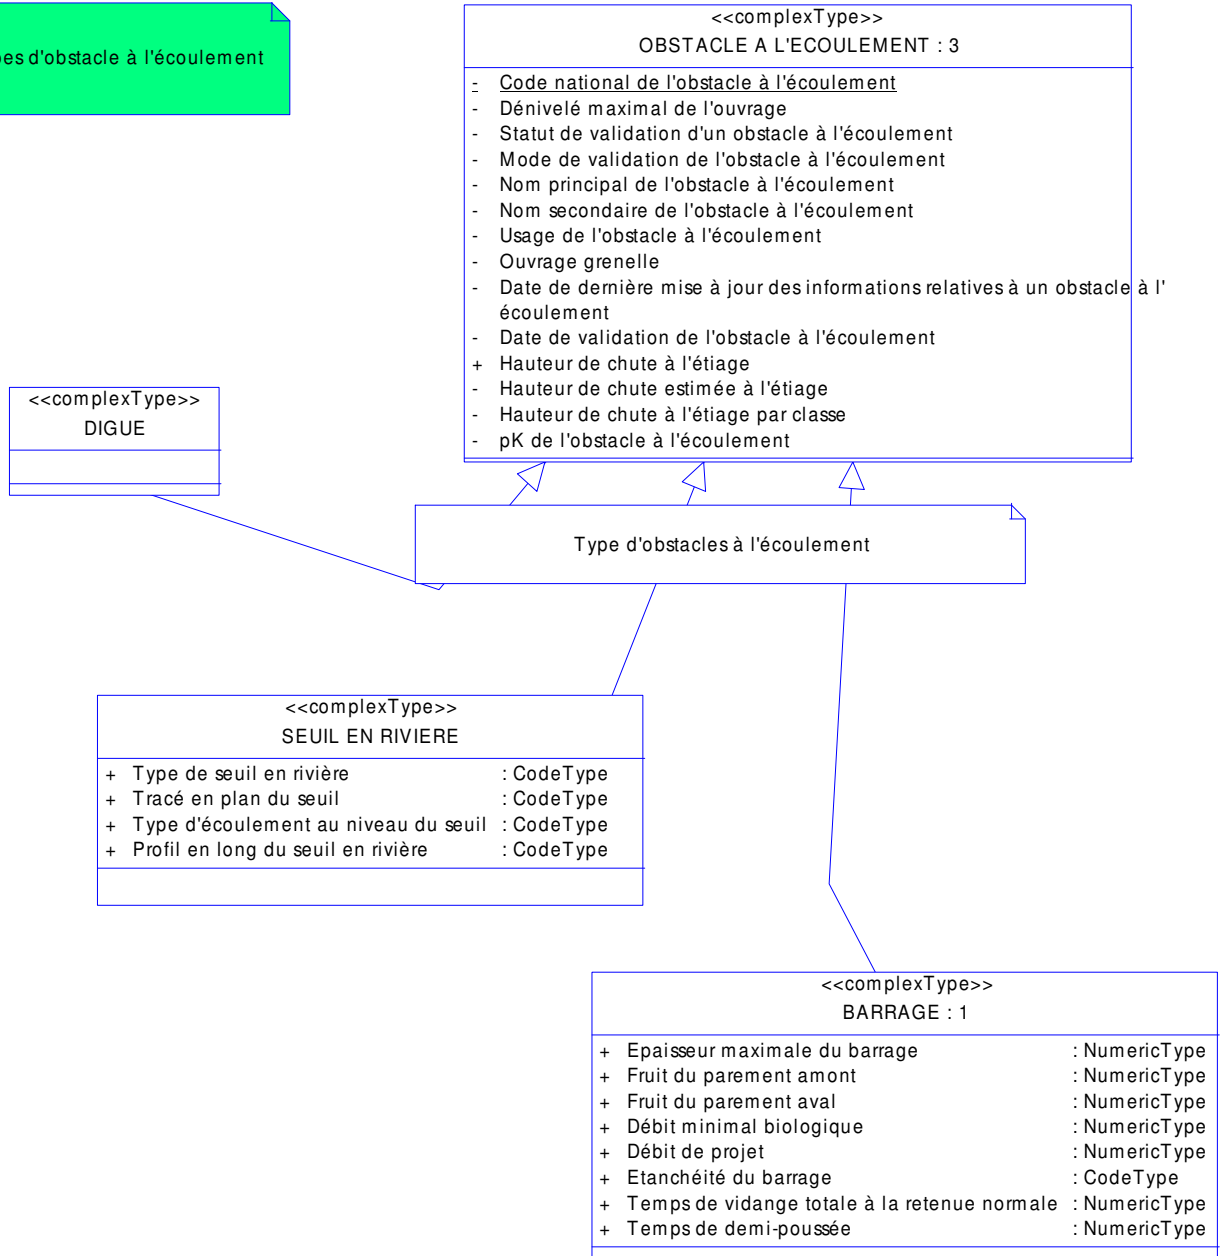 d'obstacle à l'écoulement
<<complexType>>
OBSTACLE A L'ECOULEMENT : 3
- Code national de l'obstacle à l'écoulement
- Dénivelé maximal de l'ouvrage
- Statut de validation d'un obstacle à l'écoulement
- Mode de validation de l'obstacle à l'écoulement
- Nom principal de l'obstacle à l'écoulement
- Nom secondaire de l'obstacle à l'écoulement
- Usage de l'obstacle à l'écoulement
- Ouvrage grenelle
- Date de dernière mise à jour des informations relatives à un obstacle à l'
écoulement
- Date de validation de l'obstacle à l'écoulement
+ Hauteur de chute à l'étiage
- Hauteur de chute estimée à l'étiage
- Hauteur de chute à l'étiage par classe
- pK de l'obstacle à l'écoulement
<<complexType>>
DIGUE
Type d'obstacles à l'écoulement
<<complexType>>
SEUIL EN RIVIERE
+ Type de seuil en rivière : CodeType
+ Tracé en plan du seuil : CodeType
+ Type d'écoulement au niveau du seuil : CodeType
+ Profil en long du seuil en rivière : CodeType
<<complexType>>
BARRAGE : 1
+ Epaisseur maximale du barrage : NumericType
+ Fruit du parement amont : NumericType
+ Fruit du parement aval : NumericType
+ Débit minimal biologique : NumericType
+ Débit de projet : NumericType
+ Etanchéité du barrage : CodeType
+ Temps de vidange totale à la retenue normale : NumericType
+ Temps de demi-poussée : NumericType